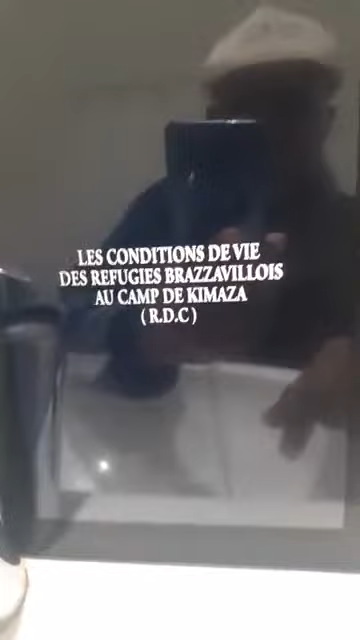 LES CONDITIONS DE VIE
DES REFUGIES BRAZZAVILLOIS
AU CAMP DE KIMAZA
( R.D.C )